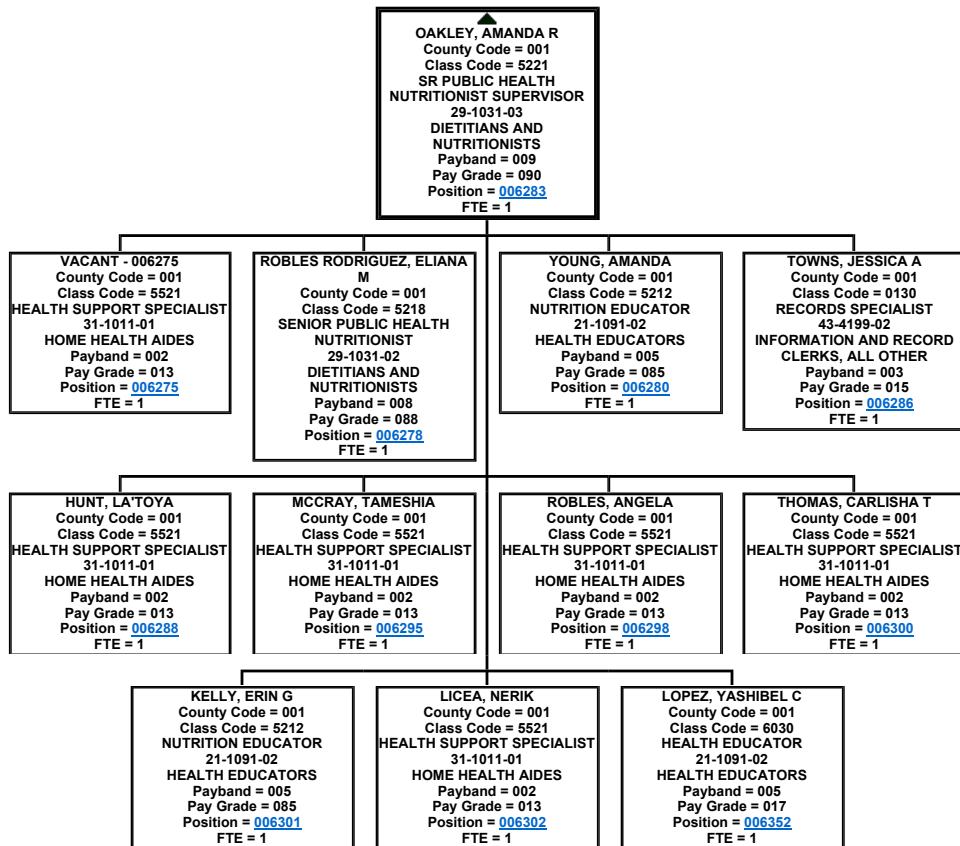 OAKLEY, AMANDA R
County Code = 001
Class Code = 5221
SR PUBLIC HEALTH
NUTRITIONIST SUPERVISOR
29-1031-03
DIETITIANS AND
NUTRITIONISTS
Payband = 009
Pay Grade = 090
Position = 006283
FTE = 1
VACANT - 006275
County Code = 001
Class Code = 5521
HEALTH SUPPORT SPECIALIST
31-1011-01
HOME HEALTH AIDES
Payband = 002
Pay Grade = 013
Position = 006275
FTE = 1
ROBLES RODRIGUEZ, ELIANA
M
County Code = 001
Class Code = 5218
SENIOR PUBLIC HEALTH
NUTRITIONIST
29-1031-02
DIETITIANS AND
NUTRITIONISTS
Payband = 008
Pay Grade = 088
Position = 006278
FTE = 1
YOUNG, AMANDA
County Code = 001
Class Code = 5212
NUTRITION EDUCATOR
21-1091-02
HEALTH EDUCATORS
Payband = 005
Pay Grade = 085
Position = 006280
FTE = 1
TOWNS, JESSICA A
County Code = 001
Class Code = 0130
RECORDS SPECIALIST
43-4199-02
INFORMATION AND RECORD
CLERKS, ALL OTHER
Payband = 003
Pay Grade = 015
Position = 006286
FTE = 1
HUNT, LA'TOYA
County Code = 001
Class Code = 5521
HEALTH SUPPORT SPECIALIST
31-1011-01
HOME HEALTH AIDES
Payband = 002
Pay Grade = 013
Position = 006288
FTE = 1
MCCRAY, TAMESHIA
County Code = 001
Class Code = 5521
HEALTH SUPPORT SPECIALIST
31-1011-01
HOME HEALTH AIDES
Payband = 002
Pay Grade = 013
Position = 006295
FTE = 1
ROBLES, ANGELA
County Code = 001
Class Code = 5521
HEALTH SUPPORT SPECIALIST
31-1011-01
HOME HEALTH AIDES
Payband = 002
Pay Grade = 013
Position = 006298
FTE = 1
THOMAS, CARLISHA T
County Code = 001
Class Code = 5521
HEALTH SUPPORT SPECIALIST
31-1011-01
HOME HEALTH AIDES
Payband = 002
Pay Grade = 013
Position = 006300
FTE = 1
KELLY, ERIN G
County Code = 001
Class Code = 5212
NUTRITION EDUCATOR
21-1091-02
HEALTH EDUCATORS
Payband = 005
Pay Grade = 085
Position = 006301
FTE = 1
LICEA, NERIK
County Code = 001
Class Code = 5521
HEALTH SUPPORT SPECIALIST
31-1011-01
HOME HEALTH AIDES
Payband = 002
Pay Grade = 013
Position = 006302
FTE = 1
LOPEZ, YASHIBEL C
County Code = 001
Class Code = 6030
HEALTH EDUCATOR
21-1091-02
HEALTH EDUCATORS
Payband = 005
Pay Grade = 017
Position = 006352
FTE = 1